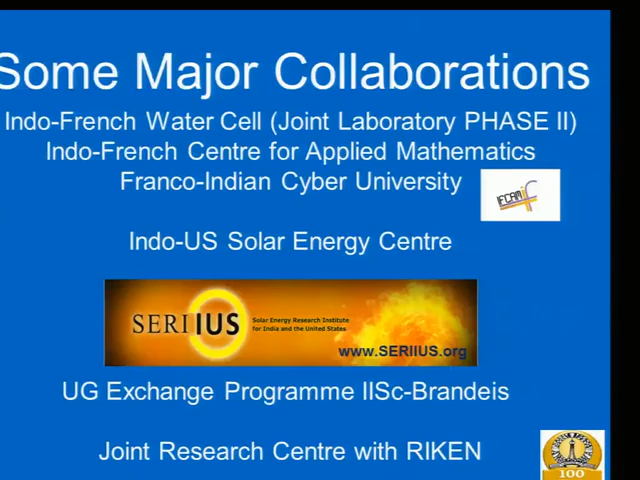 Some Major Collaborations
Indo-French Water Cell (Joint Laboratory PHASE II)
Indo-French Centre for Applied Mathematics
Franco-Indian Cyber University
IFCAM
Indo-US Solar Energy Centre
SERIIUS
Solar Energy Research Institute
for India and the United States
www.SERIIUS.org
UG Exchange Programme IISc-Brandeis
Joint Research Centre with RIKEN
100